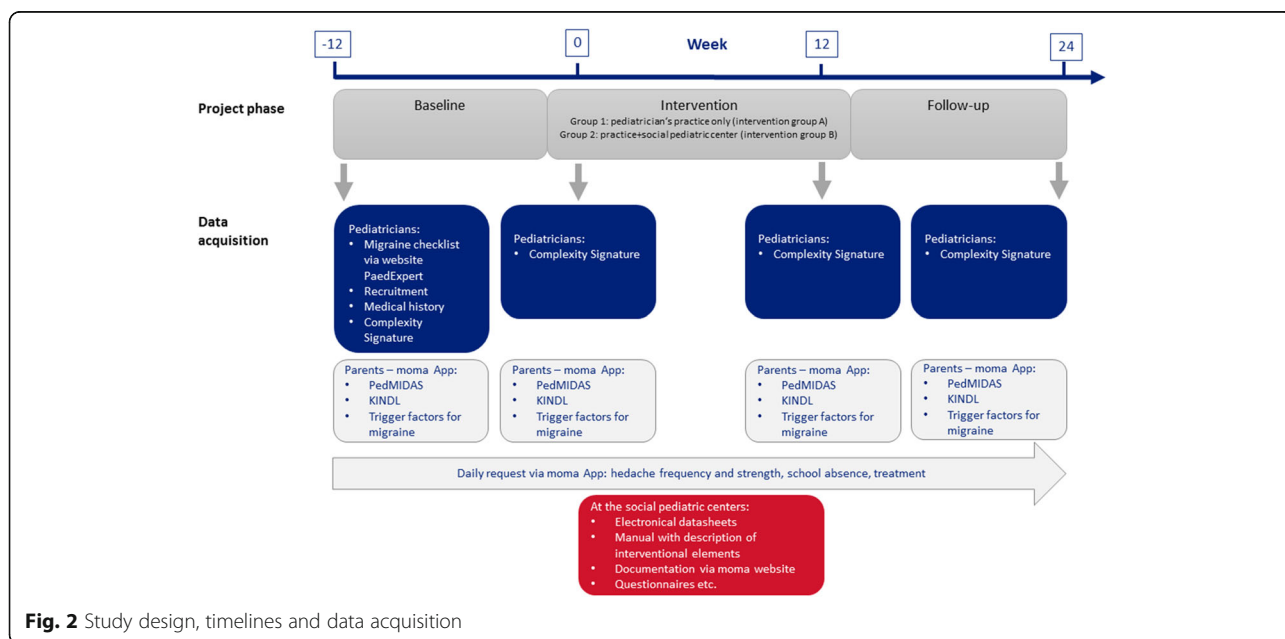 -12
0
Week
12
24
Project phase
Baseline
Intervention
Group 1: pediatrician's practice only (intervention group A)
Group 2: practice+social pediatric center (intervention group B)
Follow-up
Data
acquisition
Pediatricians:
• Migraine checklist
via website
PaedExpert
• Recruitment
• Medical history
• Complexity
Signature
Pediatricians:
• Complexity Signature
Pediatricians:
• Complexity Signature
Pediatricians:
• Complexity Signature
Parents – moma App:
• PedMIDAS
• KINDL
• Trigger factors for
migraine
Parents – moma App:
• PedMIDAS
• KINDL
• Trigger factors for
migraine
Parents – moma App:
• PedMIDAS
• KINDL
• Trigger factors for
migraine
Parents – moma App:
• PedMIDAS
• KINDL
• Trigger factors for
migraine
Daily request via moma App: hedache frequency and strength, school absence, treatment
At the social pediatric centers:
• Electronical datasheets
• Manual with description of
interventional elements
• Documentation via moma website
• Questionnaires etc.
Fig. 2 Study design, timelines and data acquisition